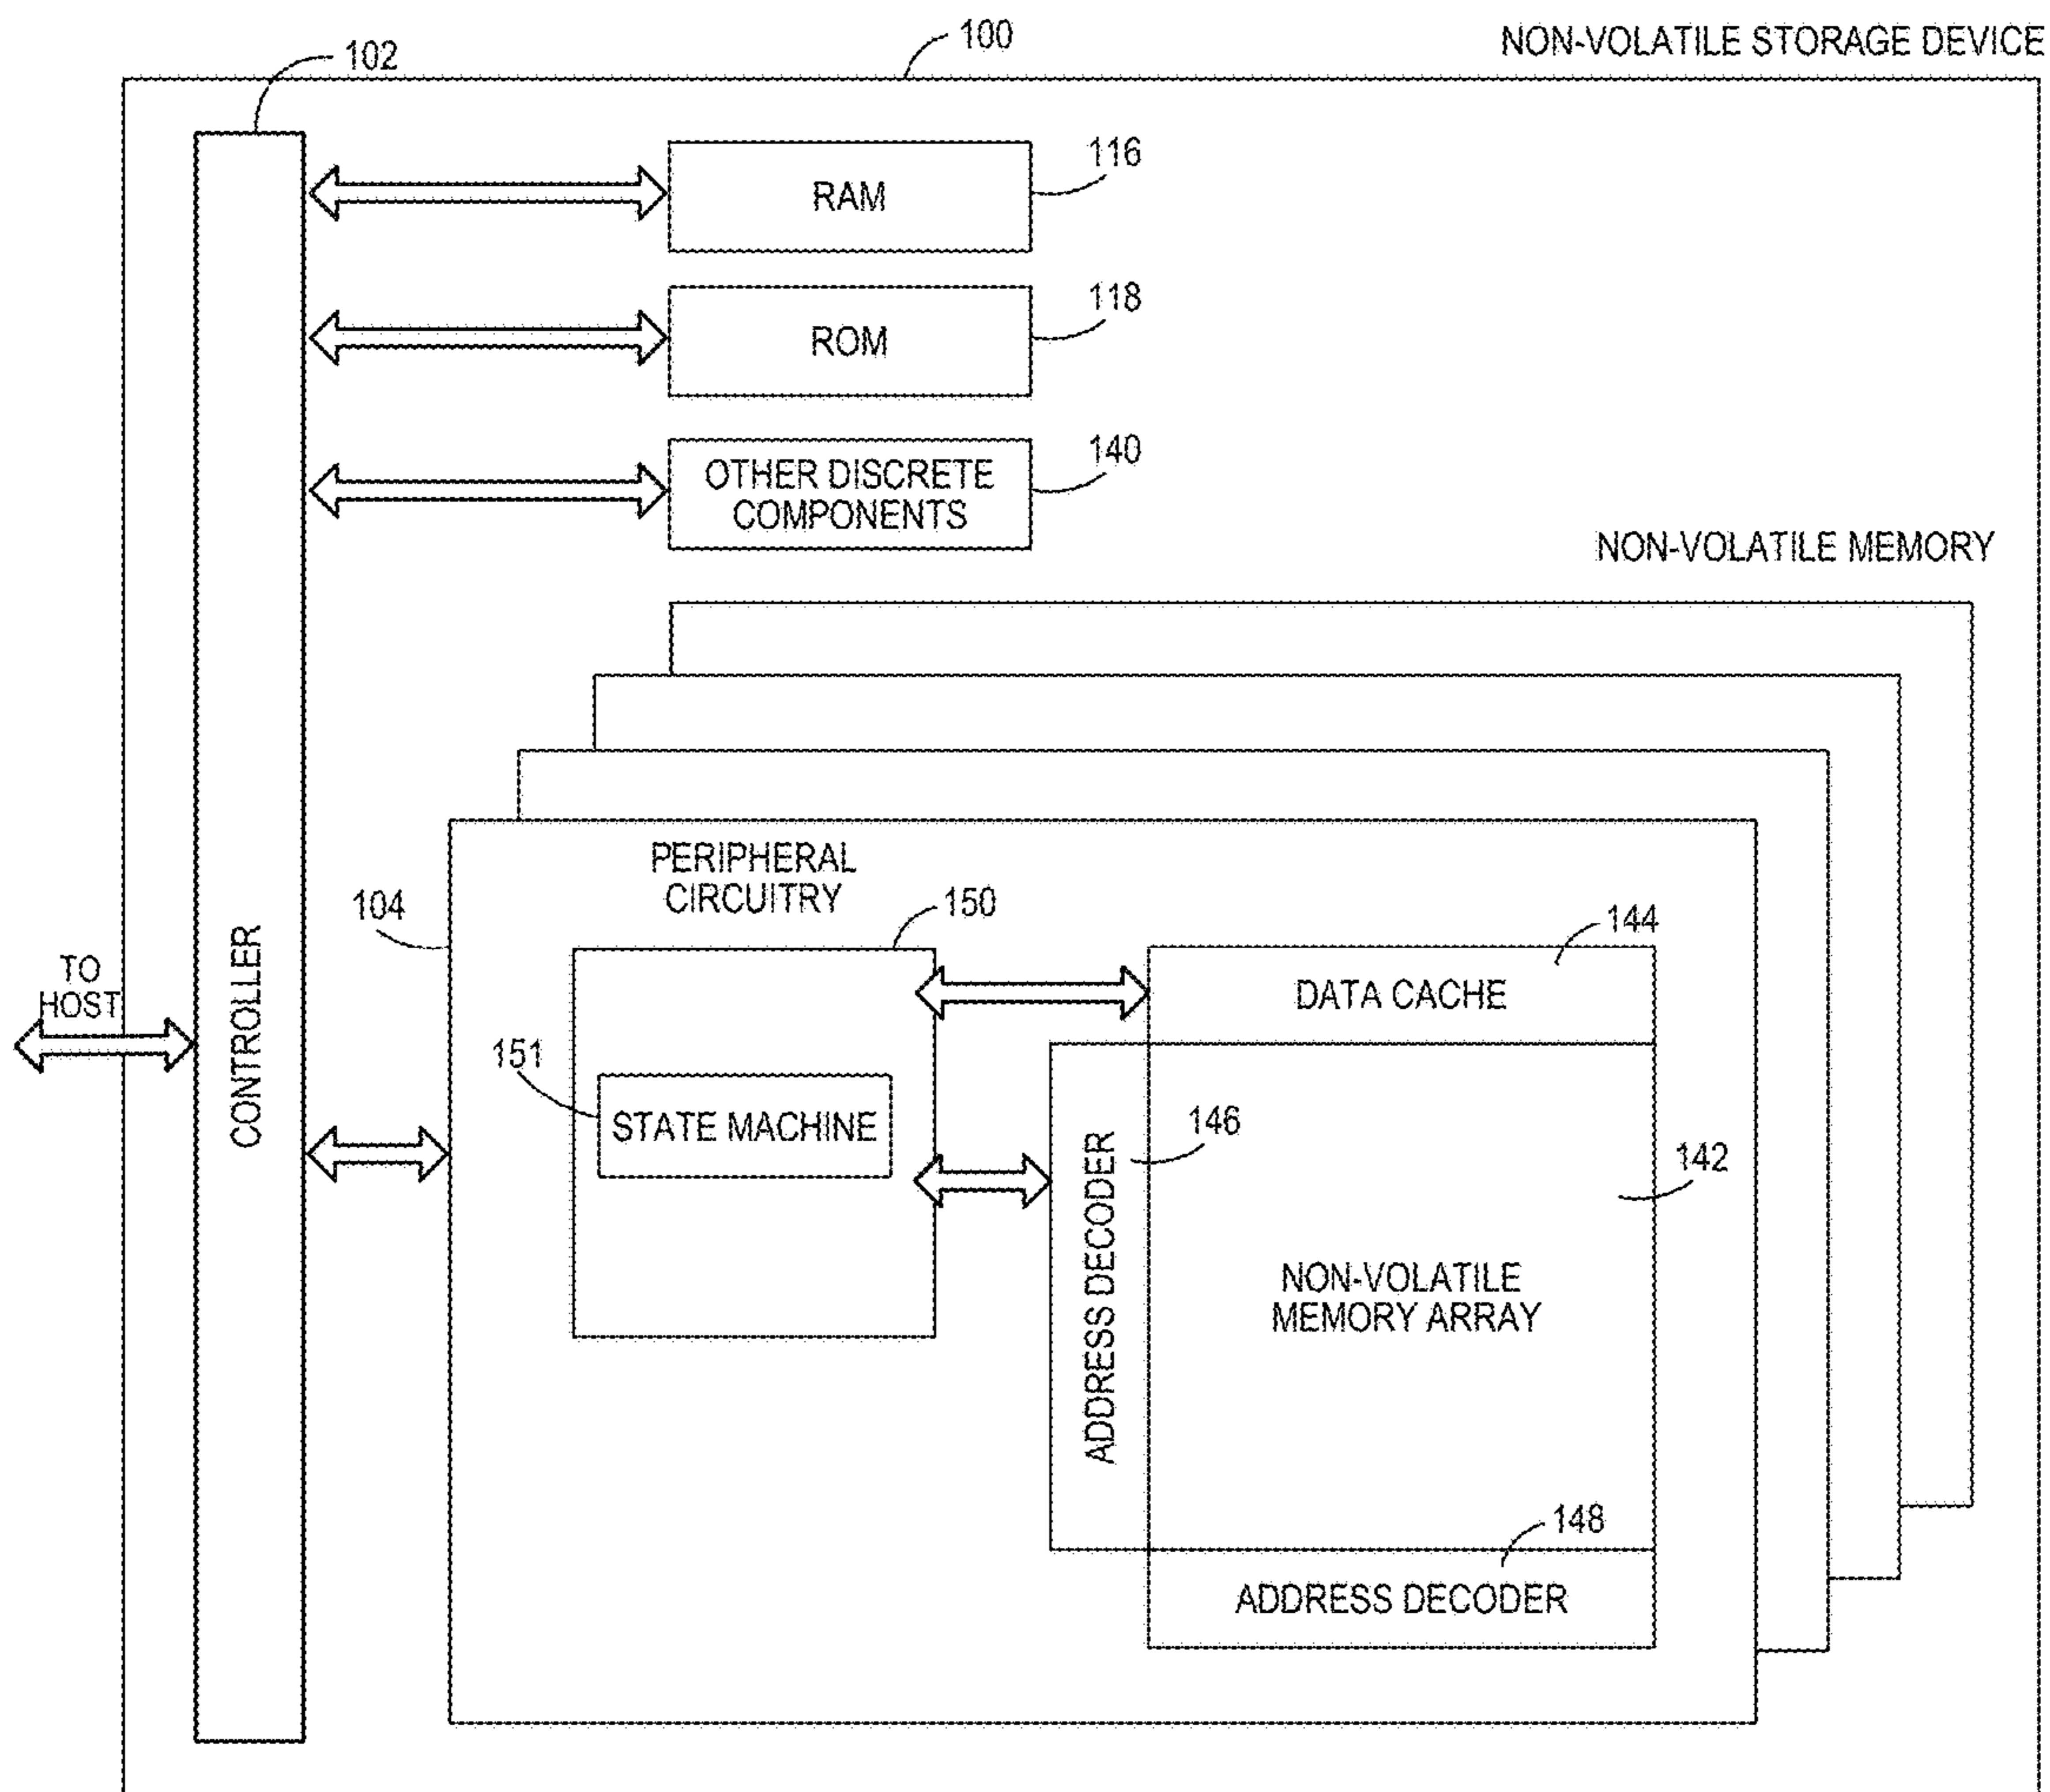 100
NON-VOLATILE STORAGE DEVICE
102
116
RAM
118
ROM
140
OTHER DISCRETE
COMPONENTS
NON-VOLATILE MEMORY
PERIPHERAL
CIRCUITRY
104
150
144
TO
HOST
CONTROLLER
DATA CACHE
151
STATE MACHINE
146
142
ADDRESS DECODER
NON-VOLATILE
MEMORY ARRAY
148
ADDRESS DECODER